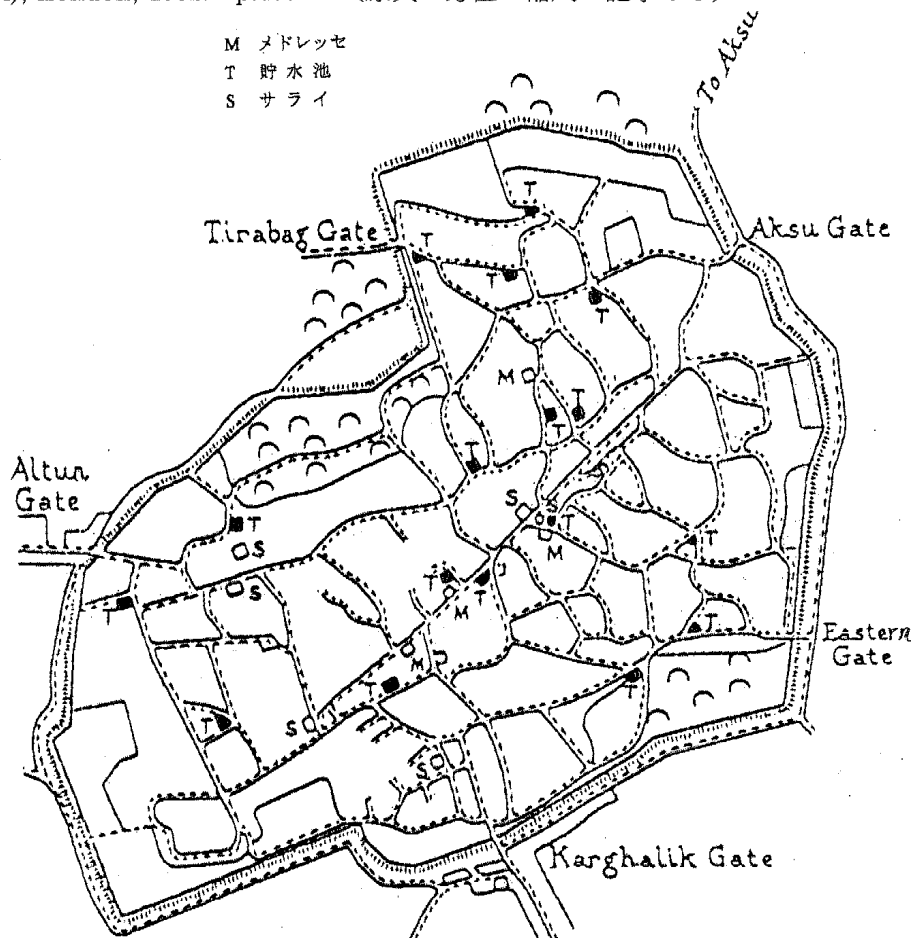 M メドレッセ
T 貯水池
S サライ
To Aksu
Tirabag Gate
Aksu Gate
T
T
T
T
M
T
T
T
Altun
Gate
S
S
T
T
M
T
S
S
T
T
M
T
T
Eastern
Gate
M
T
T
T
S
S
Karghalik Gate